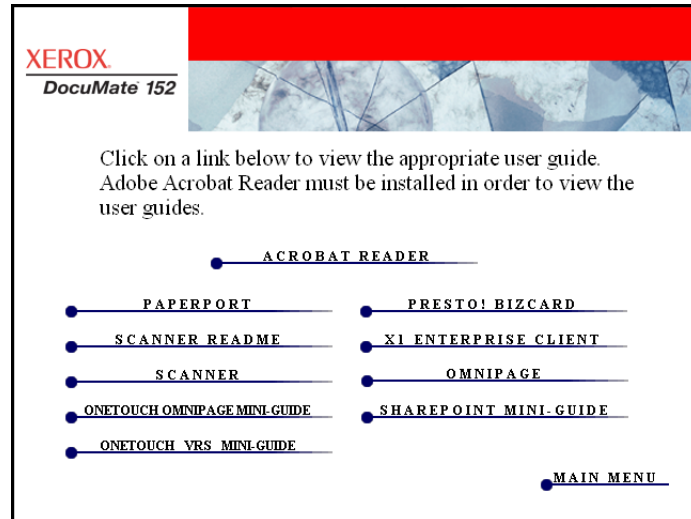 XEROX.
DocuMate 152
Click on a link below to view the appropriate user guide.
Adobe Acrobat Reader must be installed in order to view the
user guides.
ACROBAT READER
PAPERPORT
PRESTO! BIZCARD
SCANNER README
X1 ENTERPRISE CLIENT
SCANNER
OMNIPAGE
ONETOUCH OMNIPAGE MINI-GUIDE
SHAREPOINT MINI-GUIDE
ONETOUCH VRS MINI-GUIDE
MAIN MENU